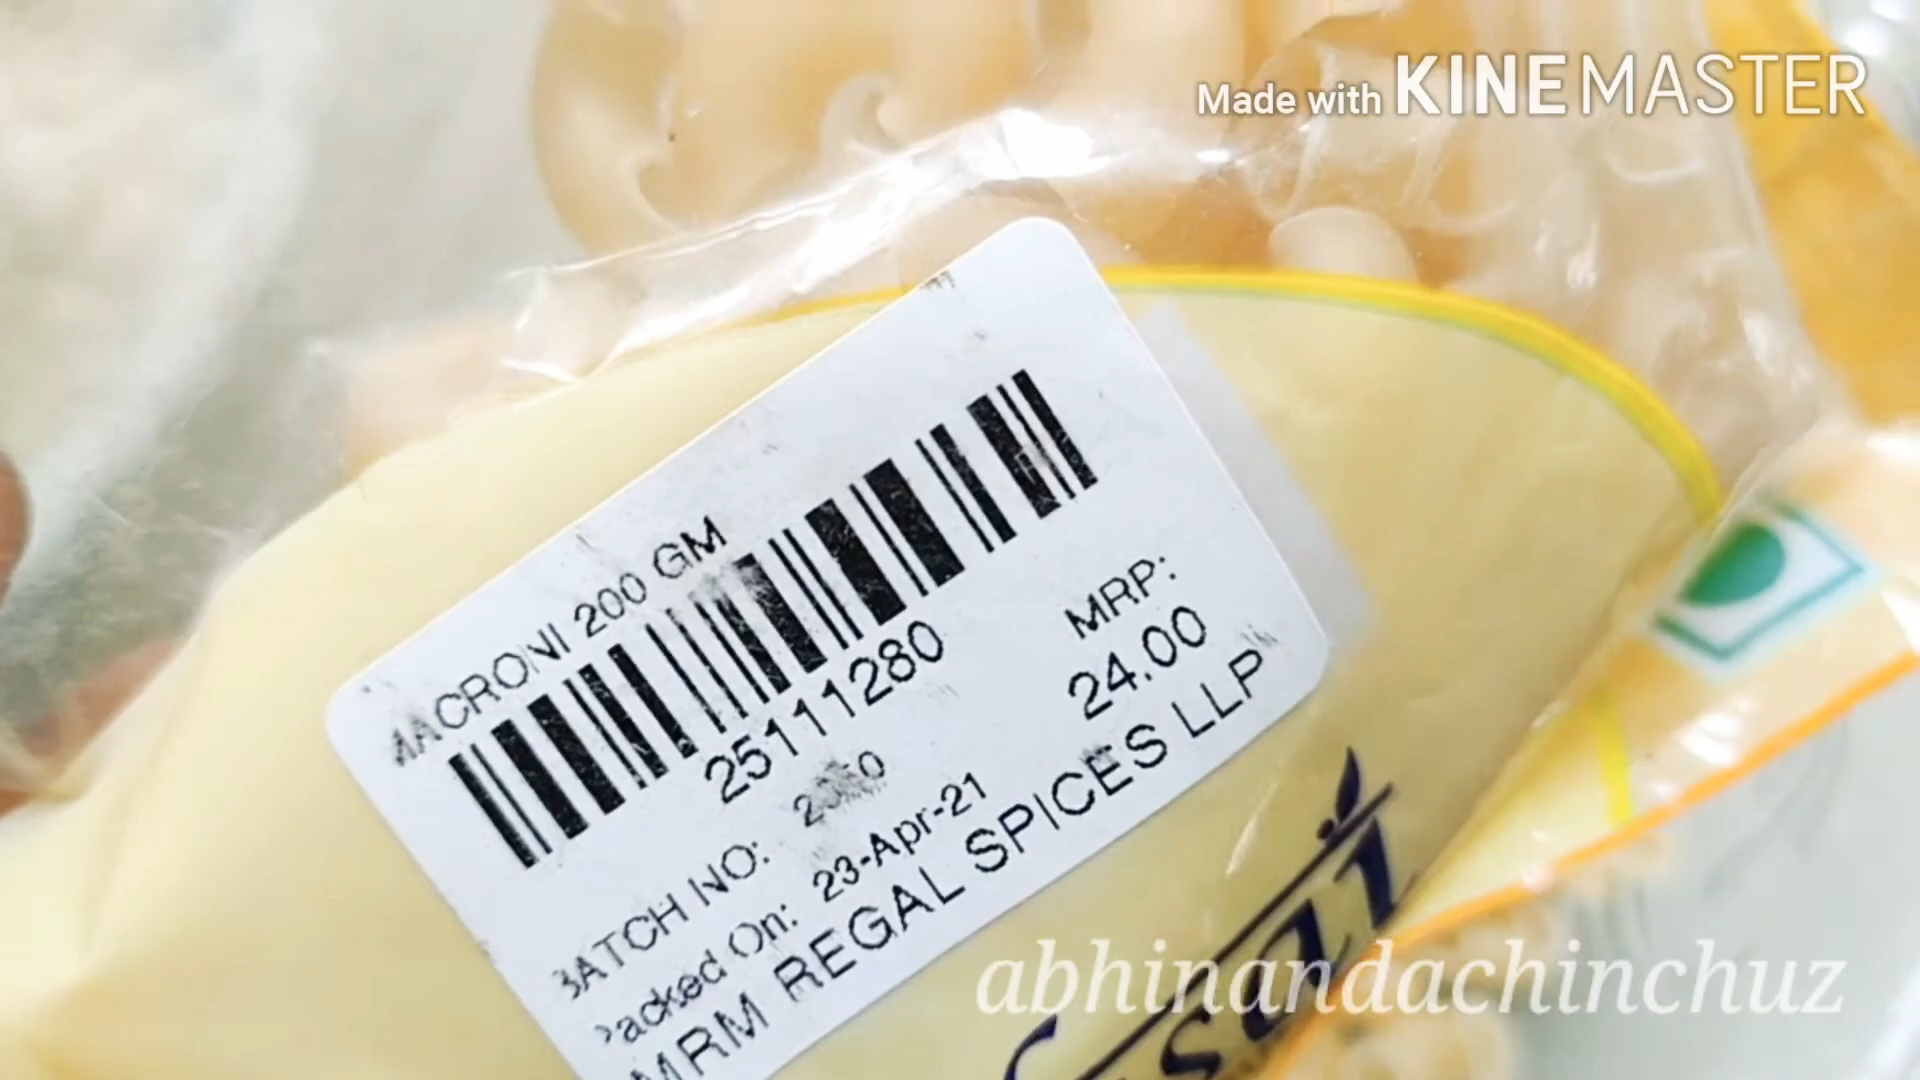 Made with KINEMASTER
MACRONI 200 GM
25111280
MRP:
24.00
BATCH NO:
Packed On: 23-Apr-21
MRM REGAL SPICES LLP
abhinandachinchuz